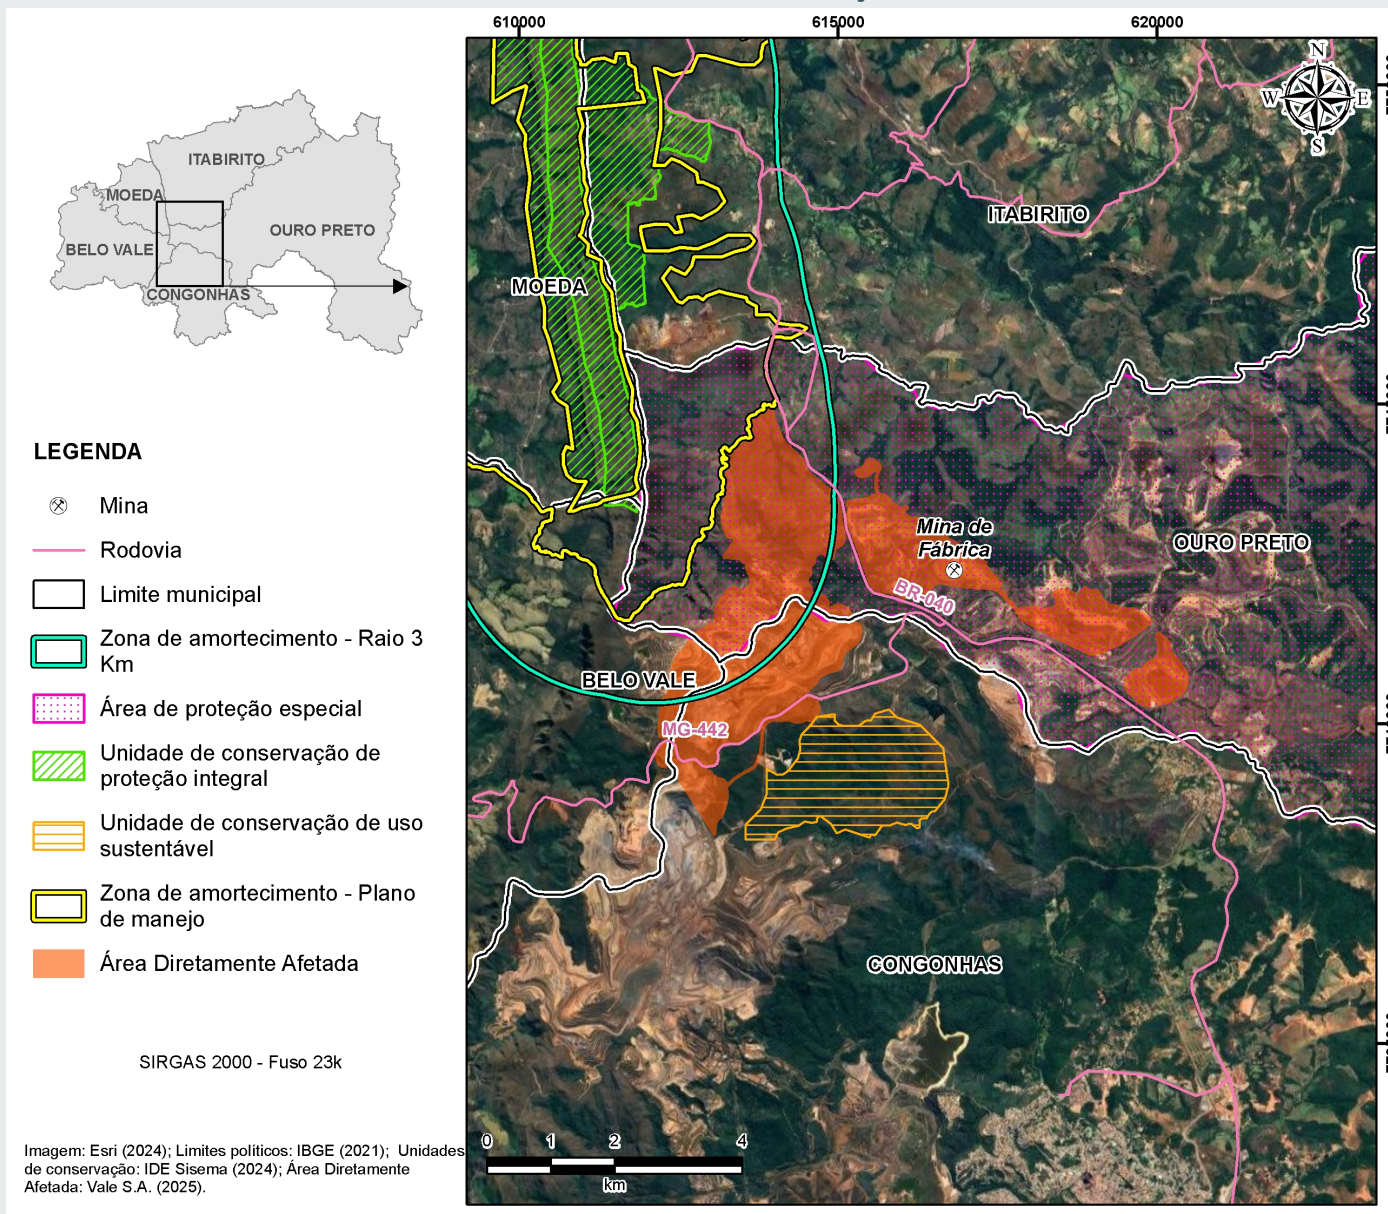 610000
615000
620000
N
W
E
S
ITABIRITO
MOEDA
OURO PRETO
BELO VALE
CONGONHAS
ITABIRITO
MOEDA
Mina de
Fábrica
OURO PRETO
BR-040
BELO VALE
MG-442
CONGONHAS
LEGENDA
Mina
Rodovia
Limite municipal
Zona de amortecimento - Raio 3
Km
Área de proteção especial
Unidade de conservação de
proteção integral
Unidade de conservação de uso
sustentável
Zona de amortecimento - Plano
de manejo
Área Diretamente Afetada
SIRGAS 2000 - Fuso 23k
0 1 2 4
km
Imagem: Esri (2024); Limites políticos: IBGE (2021); Unidades
de conservação: IDE Sisema (2024); Área Diretamente
Afetada: Vale S.A. (2025).